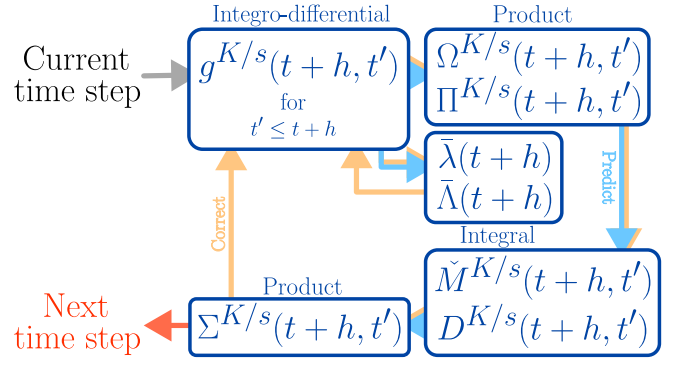 Integro-differential
Product
Current
time step
g^{K/s}(t + h, t′)
for
t′ ≤ t + h
Ω^{K/s}(t + h, t′)
Π^{K/s}(t + h, t′)
λ̄(t + h)
Λ̄(t + h)
Predict
Correct
Integral
M̌^{K/s}(t + h, t′)
D^{K/s}(t + h, t′)
Product
Σ^{K/s}(t + h, t′)
Next
time step